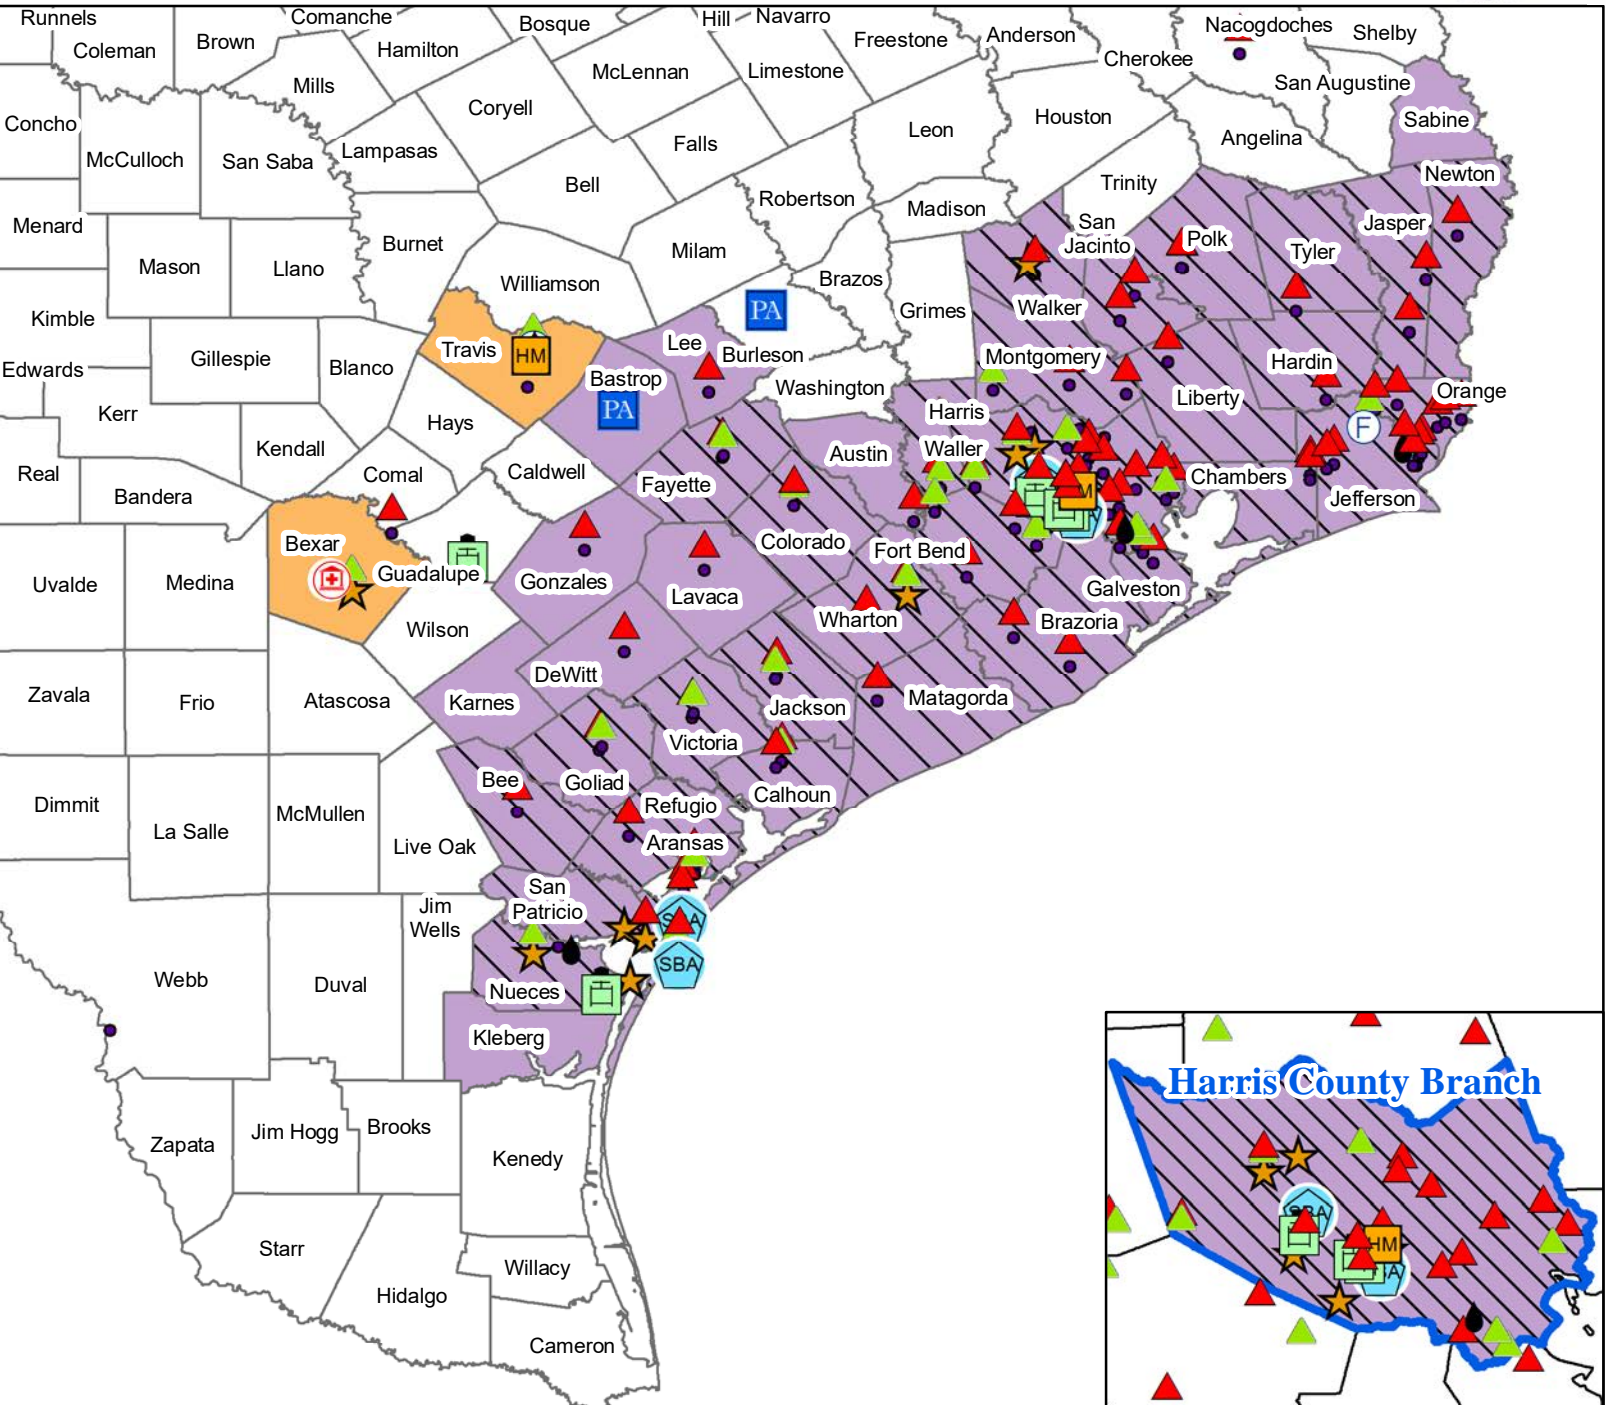 Runnels
Comanche
Bosque
Hill
Navarro
Coleman
Brown
Hamilton
Freestone
Anderson
Nacogdoches
Shelby
Mills
McLennan
Limestone
Cherokee
San Augustine
Concho
Coryell
Houston
Sabine
McCulloch
San Saba
Lampasas
Falls
Leon
Angelina
Bell
Trinity
Newton
Menard
Robertson
Madison
Burnet
Milam
San
Jacinto
Polk
Jasper
Tyler
Mason
Llano
Williamson
Brazos
Grimes
Walker
Kimble
PA
Travis
HM
Lee
Burleson
Montgomery
Hardin
Gillespie
Blanco
Edwards
Bastrop
PA
Washington
Orange
Kerr
Hays
Harris
Liberty
F
Kendall
Waller
Austin
Real
Comal
Caldwell
Fayette
Chambers
Bandera
Jefferson
Bexar
Colorado
Fort Bend
Uvalde
Medina
Guadalupe
Gonzales
Lavaca
Galveston
Wilson
Wharton
Brazoria
Zavala
Frio
Atascosa
Karnes
DeWitt
Jackson
Matagorda
Victoria
Dimmit
La Salle
McMullen
Bee
Goliad
Calhoun
Refugio
Live Oak
Aransas
San
Patricio
Jim
Wells
SBA
Webb
Duval
Nueces
Kleberg
Zapata
Jim Hogg
Brooks
Kenedy
Starr
Willacy
Hidalgo
Cameron
Harris County Branch
SBA
HM